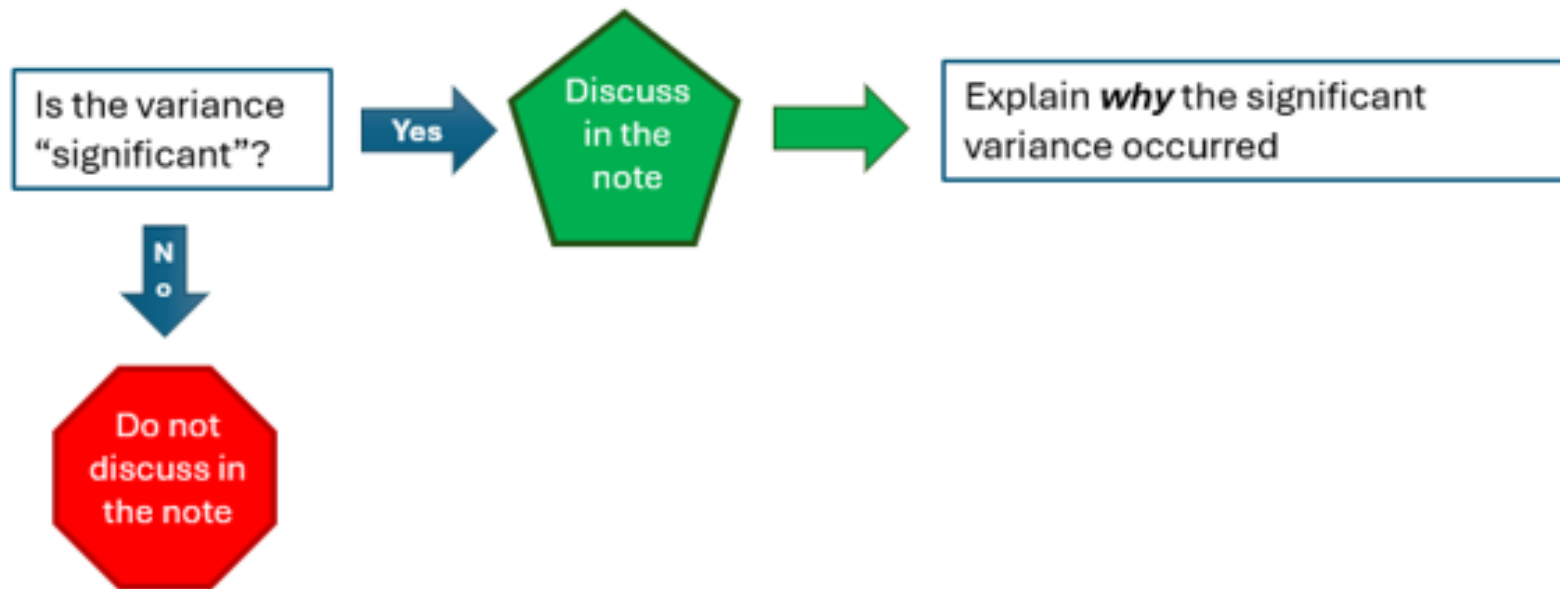 Is the variance
“significant”?
Yes
Discuss
in the
note
Explain why the significant
variance occurred
N
o
Do not
discuss in
the note